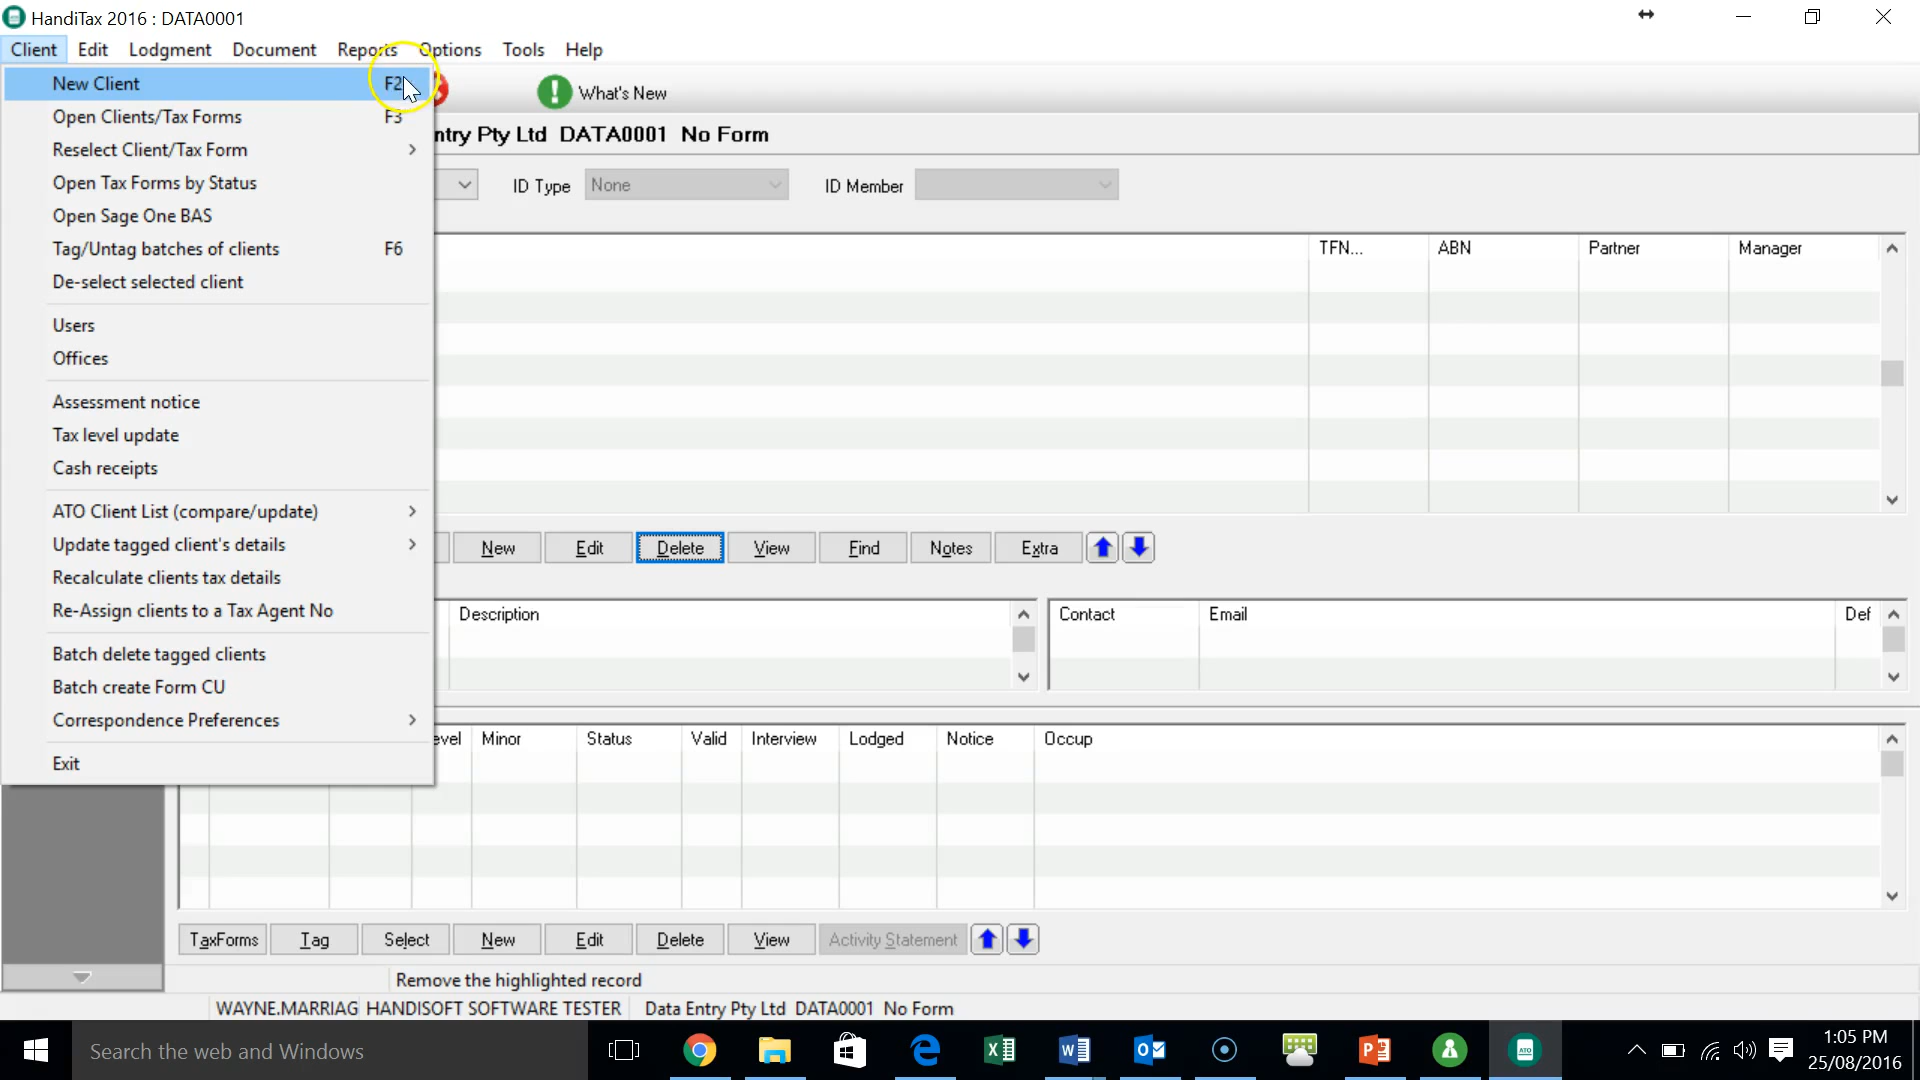 HandiTax 2016 : DATA0001
Client Edit Lodgment Document Reports Options Tools Help
New Client F2
What's New
Open Clients/Tax Forms F3
ntry Pty Ltd DATA0001 No Form
Reselect Client/Tax Form
Open Tax Forms by Status
ID Type None ID Member
Open Sage One BAS
Tag/Untag batches of clients F6
TFN... ABN Partner Manager
De-select selected client
Users
Offices
Assessment notice
Tax level update
Cash receipts
ATO Client List (compare/update)
Update tagged client's details
New Edit Delete View Find Notes Extra
Recalculate clients tax details
Re-Assign clients to a Tax Agent No
Description Contact Email Def
Batch delete tagged clients
Batch create Form CU
Correspondence Preferences
evel Minor Status Valid Interview Lodged Notice Occup
Exit
TaxForms Tag Select New Edit Delete View Activity Statement
Remove the highlighted record
WAYNE.MARRIAG HANDISOFT SOFTWARE TESTER Data Entry Pty Ltd DATA0001 No Form
Search the web and Windows
1:05 PM
25/08/2016